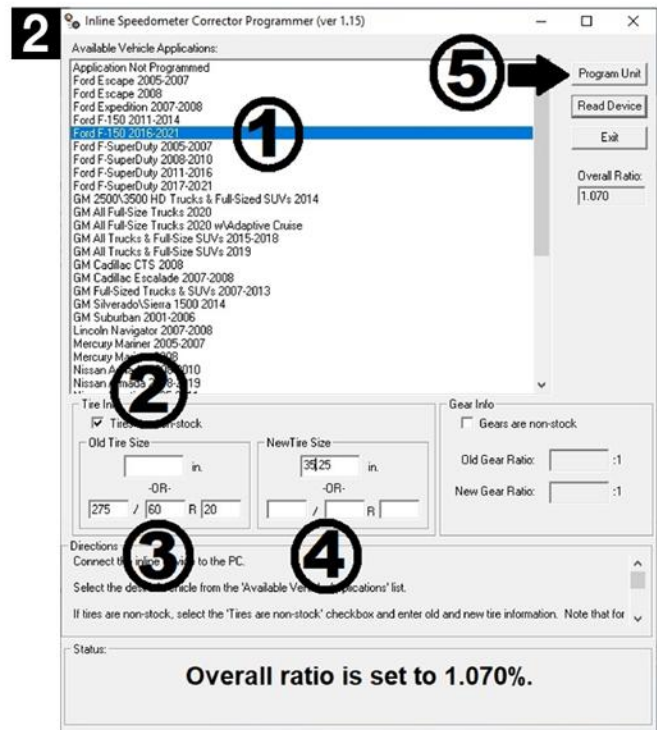 2
Inline Speedometer Corrector Programmer (ver 1.15)
Available Vehicle Applications:
Application Not Programmed
Ford Escape 2005-2007
Ford Escape 2008
Ford Expedition 2007-2008
Ford F-150 2011-2014
Ford F-150 2016-2021
Ford F-SuperDuty 2005-2007
Ford F-SuperDuty 2008-2010
Ford F-SuperDuty 2011-2016
Ford F-SuperDuty 2017-2021
GM 2500\3500 HD Trucks & Full-Sized SUVs 2014
GM All Full-Size Trucks 2020
GM All Full-Size Trucks 2020 w\Adaptive Cruise
GM All Trucks & Full-Size SUVs 2015-2018
GM All Trucks & Full-Size SUVs 2019
GM Cadillac CTS 2008
GM Cadillac Escalade 2007-2008
GM Full-Sized Trucks & SUVs 2007-2013
GM Silverado\Sierra 1500 2014
GM Suburban 2001-2006
Lincoln Navigator 2007-2008
Mercury Mariner 2005-2007
Mercury 2008
Nissan 2010
Nissan 19
1
5
Program Unit
Read Device
Exit
Overall Ratio:
1.070
2
Tire
non-stock
Old Tire Size
in.
-OR-
275 / 60 R 20
3
NewTire Size
35.25 in.
-OR-
/ R
4
Gear Info
Gears are non-stock
Old Gear Ratio: :1
New Gear Ratio: :1
Directions
Connect the inline to the PC.
Select the vehicle from the 'Available list.
If tires are non-stock, select the 'Tires are non-stock' checkbox and enter old and new tire information. Note that for
Status:
Overall ratio is set to 1.070%.